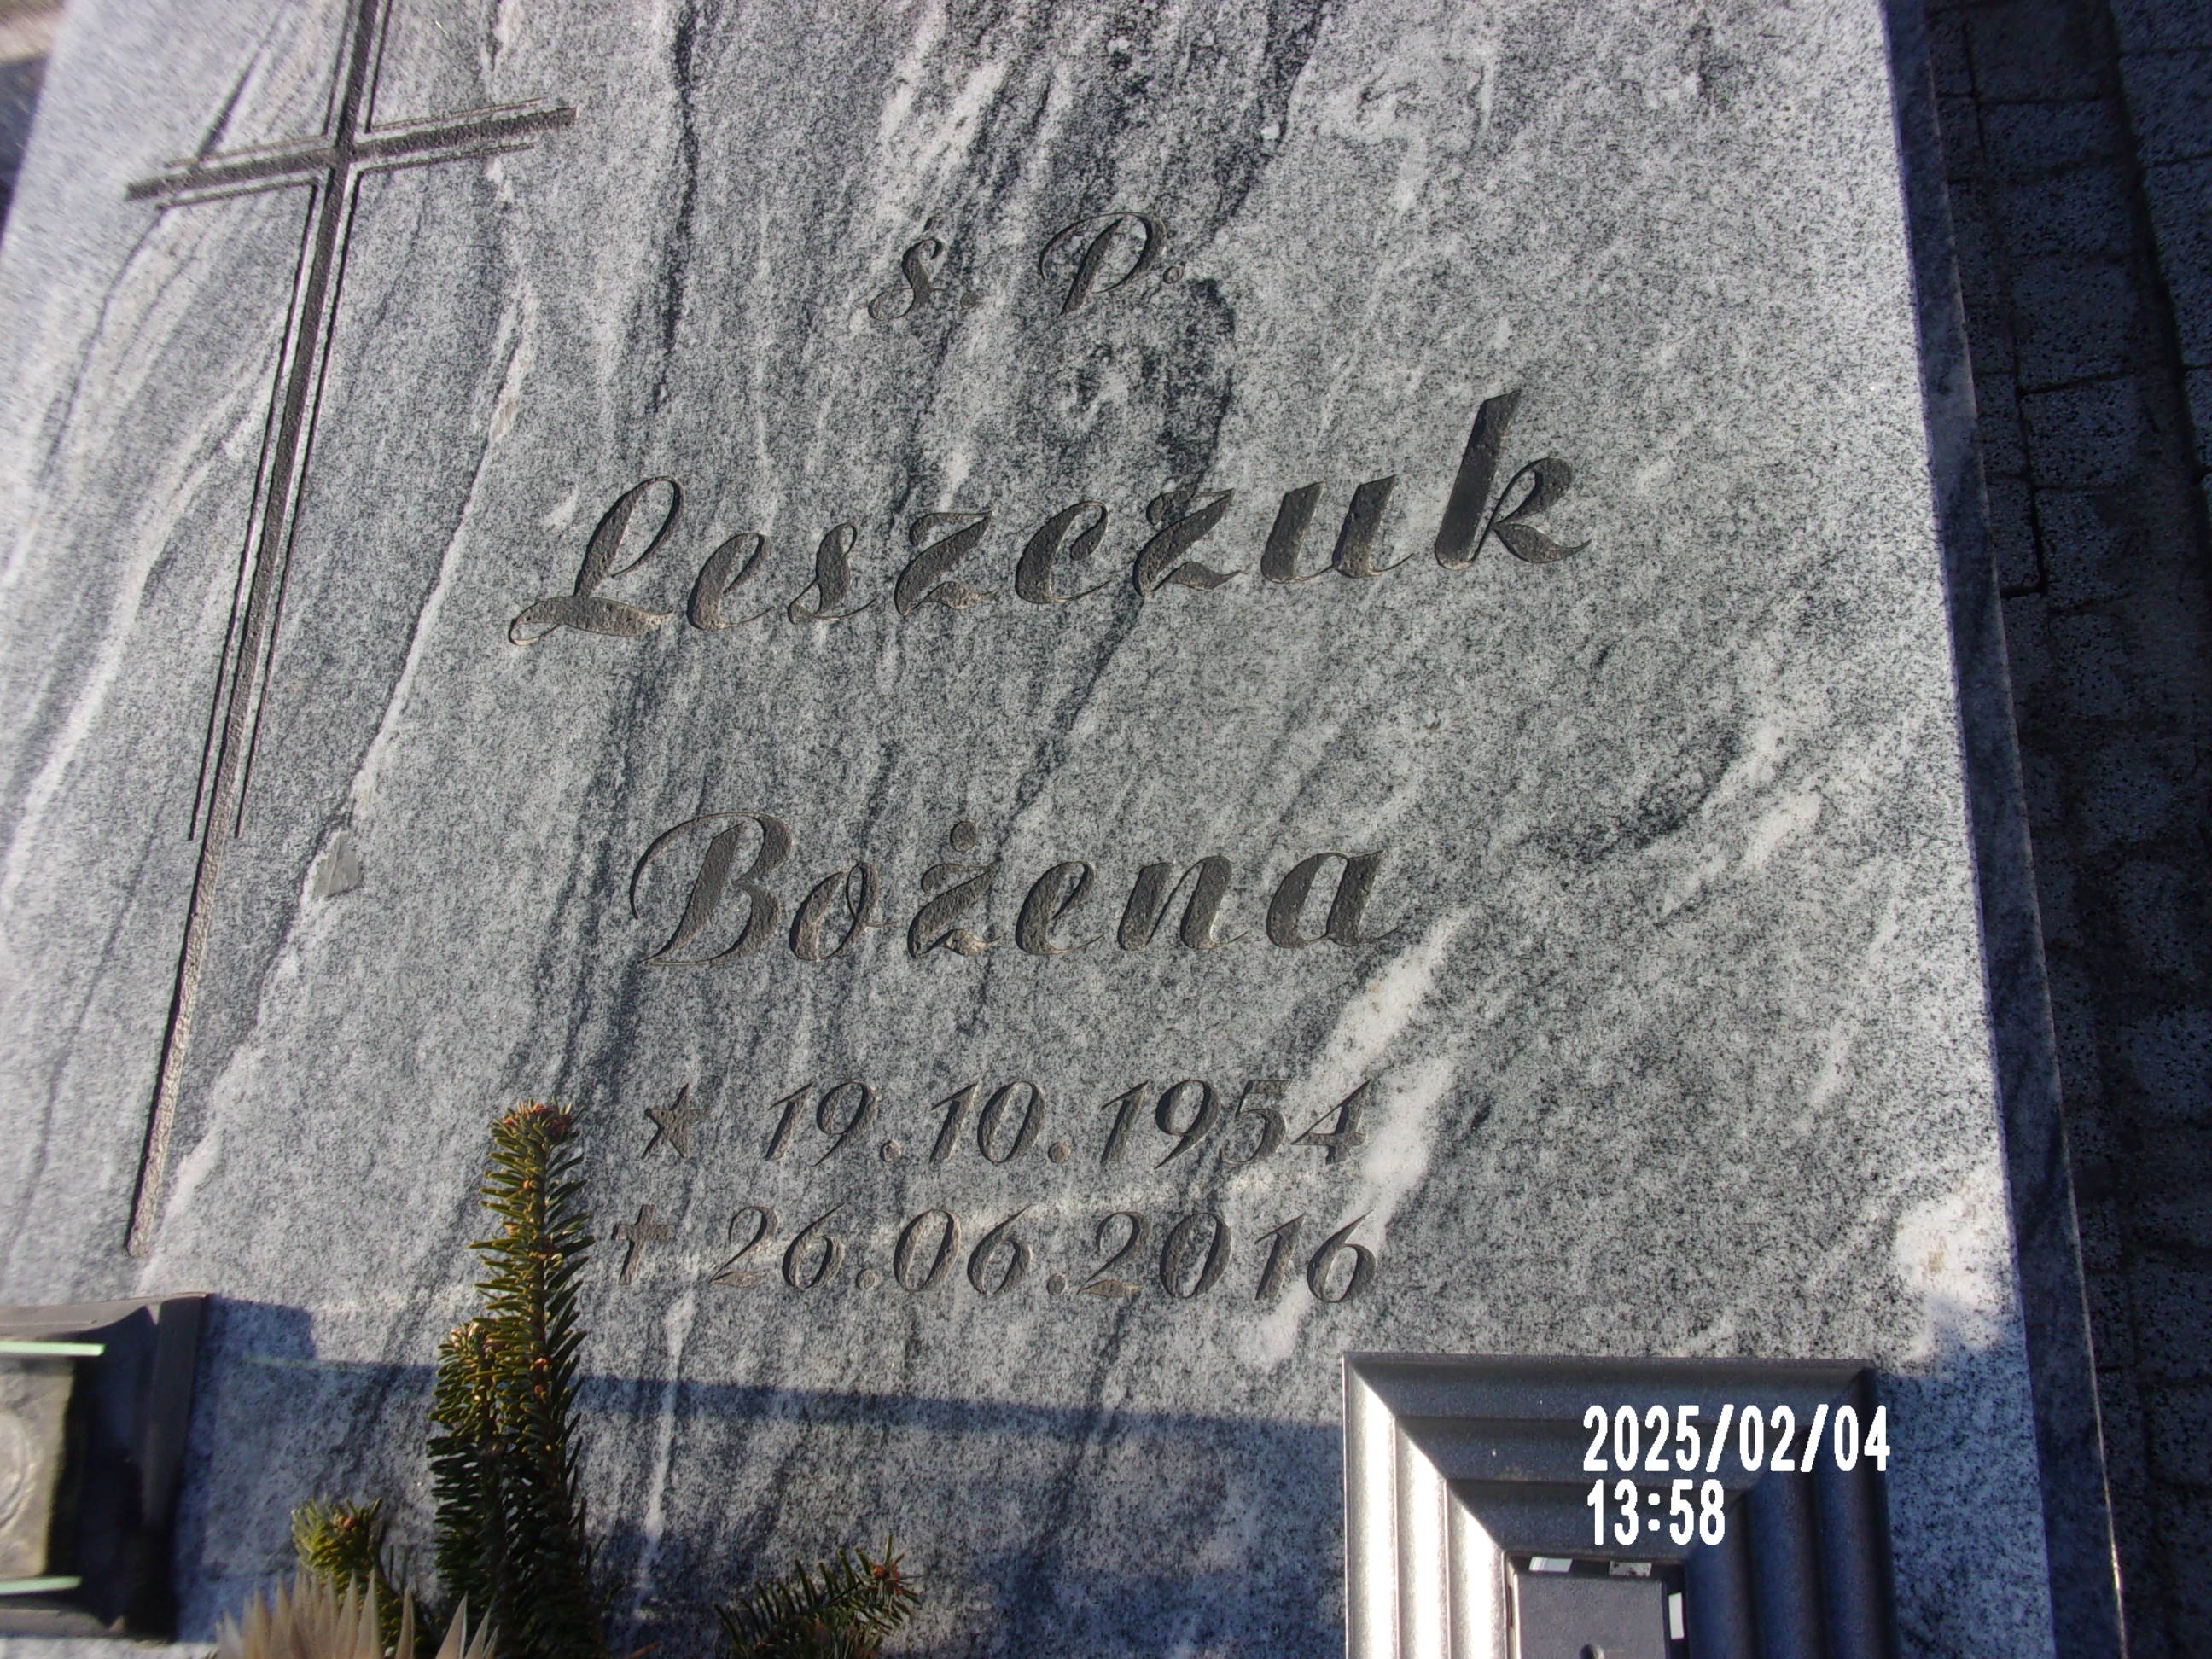 ś. P.
Leszczuk
Bożena
★ 19.10.1954
✝ 26.06.2016
2025/02/04
13:58